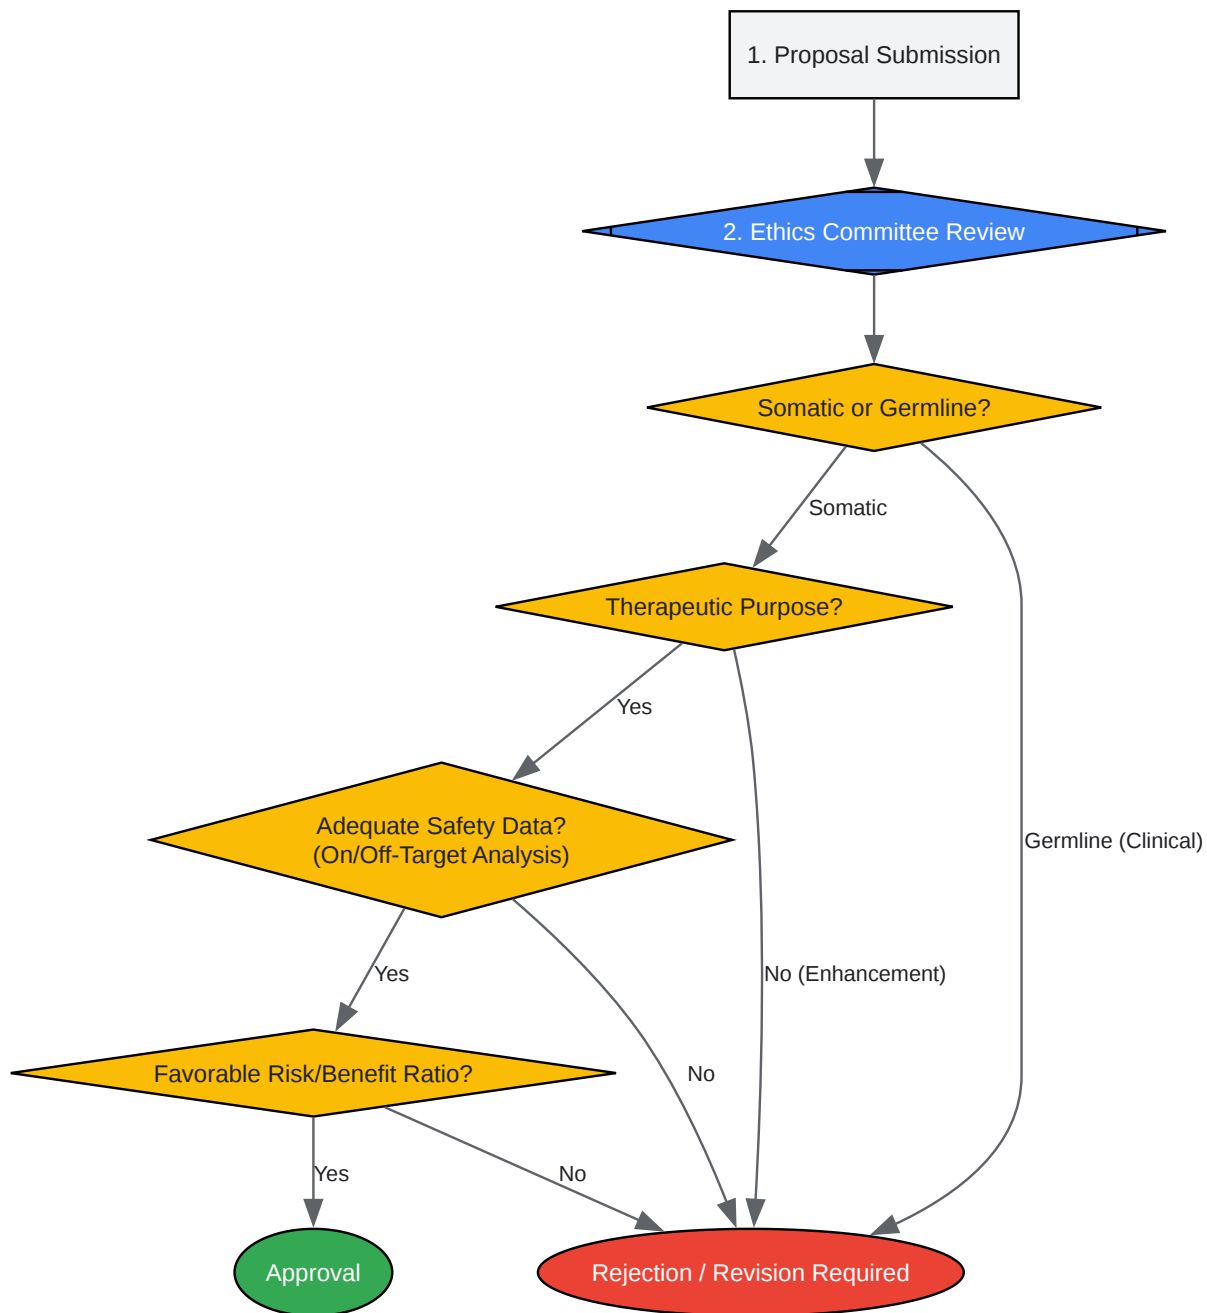 1. Proposal Submission
2. Ethics Committee Review
Somatic or Germline?
Somatic
Therapeutic Purpose?
Yes
Adequate Safety Data?
(On/Off-Target Analysis)
Germline (Clinical)
Yes
No (Enhancement)
Favorable Risk/Benefit Ratio?
No
Yes
No
Approval
Rejection / Revision Required